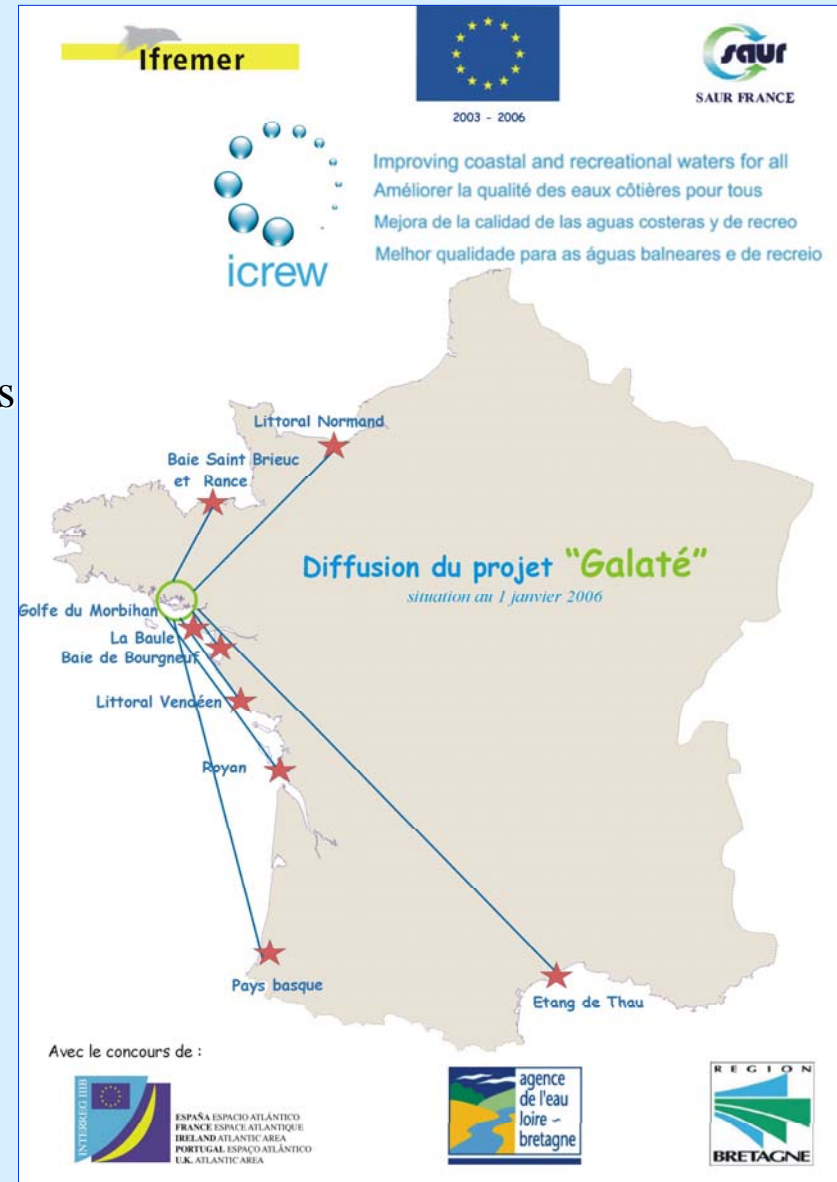 Ifremer
2003 - 2006
saur
SAUR FRANCE
icrew
Improving coastal and recreational waters for all
Améliorer la qualité des eaux côtières pour tous
Mejora de la calidad de las aguas costeras y de recreo
Melhor qualidade para as águas balneares e de recreio
s
Littoral Normand
Baie Saint Brieuc
et Rance
Diffusion du projet “Galaté”
situation au 1 janvier 2006
Golfe du Morbihan
La Baule
Baie de Bourgneuf
Littoral Vendéen
Royan
Pays basque
Etang de Thau
Avec le concours de :
INTERREG IIIB
ESPAÑA ESPACIO ATLÁNTICO
FRANCE ESPACE ATLANTIQUE
IRELAND ATLANTIC AREA
PORTUGAL ESPAÇO ATLÂNTICO
U.K. ATLANTIC AREA
agence
de l'eau
loire ~
bretagne
REGION
BRETAGNE